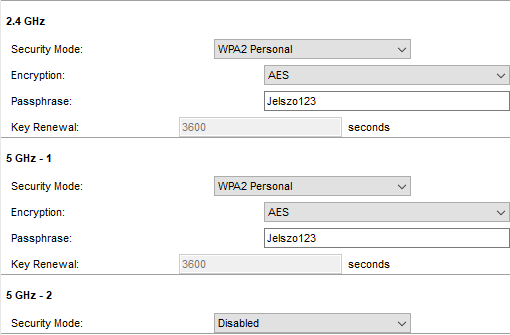 2.4 GHz
Security Mode: WPA2 Personal
Encryption: AES
Passphrase: Jelszo123
Key Renewal: 3600 seconds
5 GHz - 1
Security Mode: WPA2 Personal
Encryption: AES
Passphrase: Jelszo123
Key Renewal: 3600 seconds
5 GHz - 2
Security Mode: Disabled